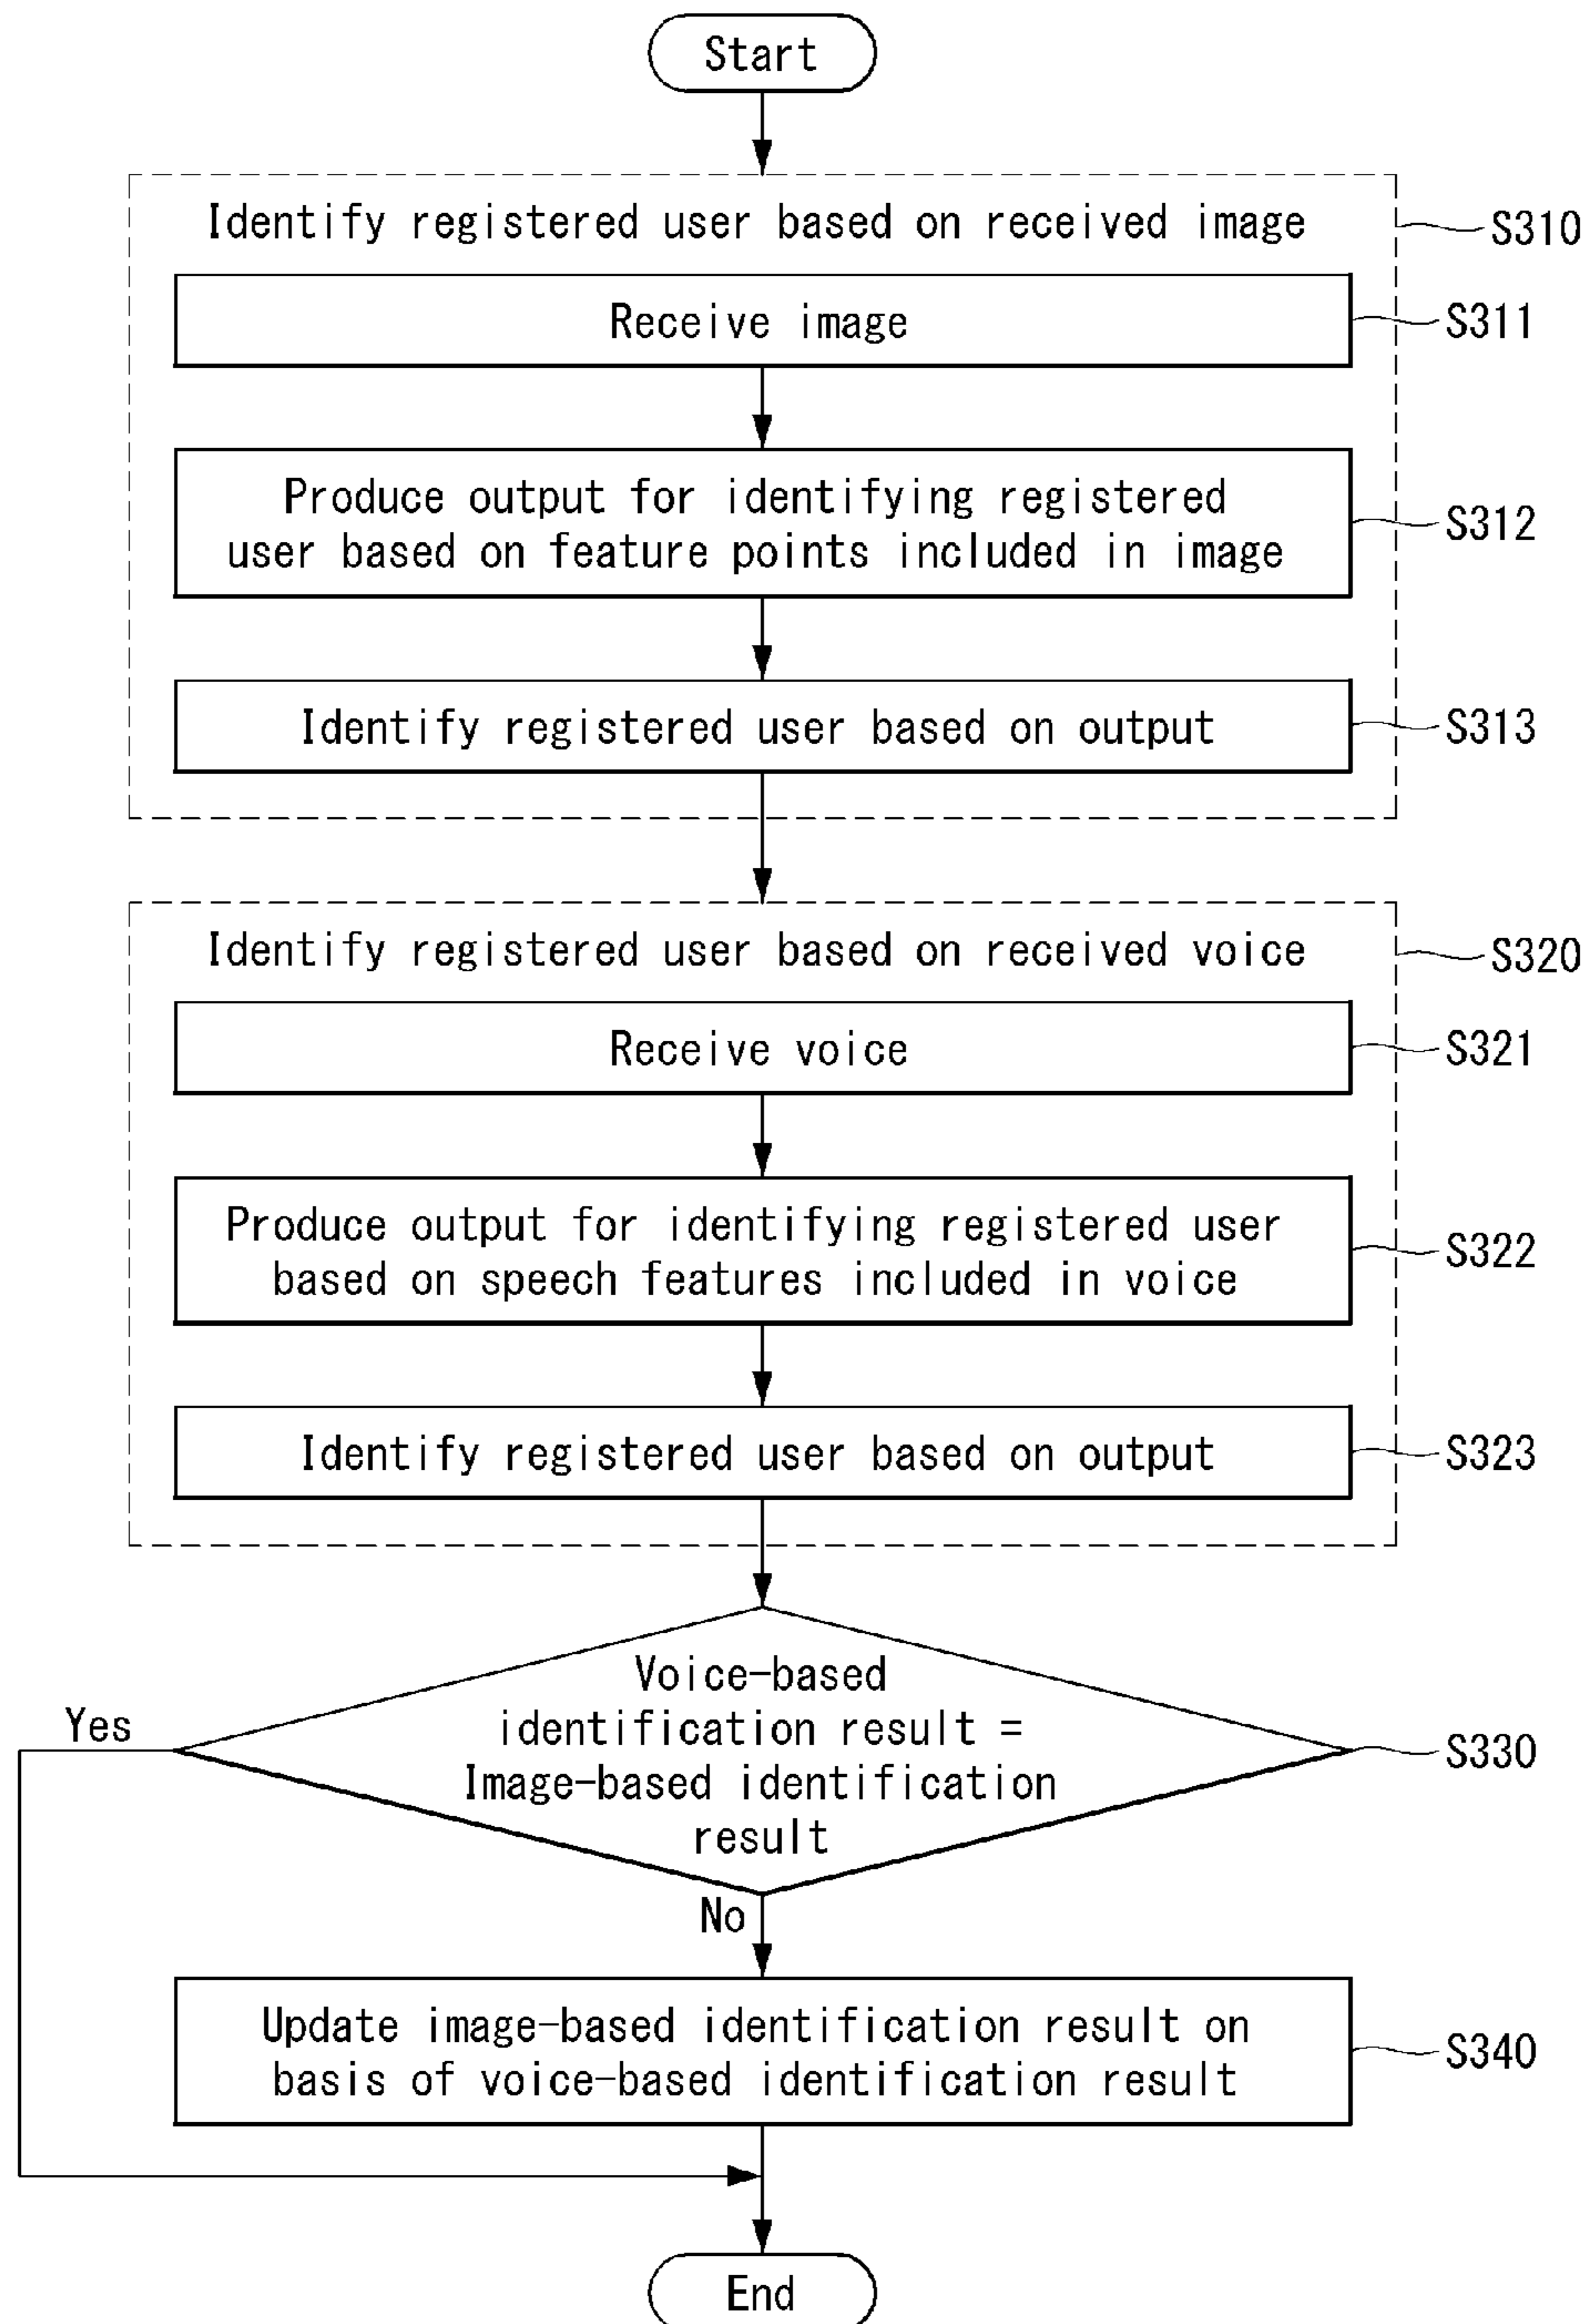 Start
Identify registered user based on received image
S310
Receive image
S311
Produce output for identifying registered
user based on feature points included in image
S312
Identify registered user based on output
S313
Identify registered user based on received voice
S320
Receive voice
S321
Produce output for identifying registered user
based on speech features included in voice
S322
Identify registered user based on output
S323
Voice-based
identification result =
Image-based identification
result
Yes
S330
No
Update image-based identification result on
basis of voice-based identification result
S340
End